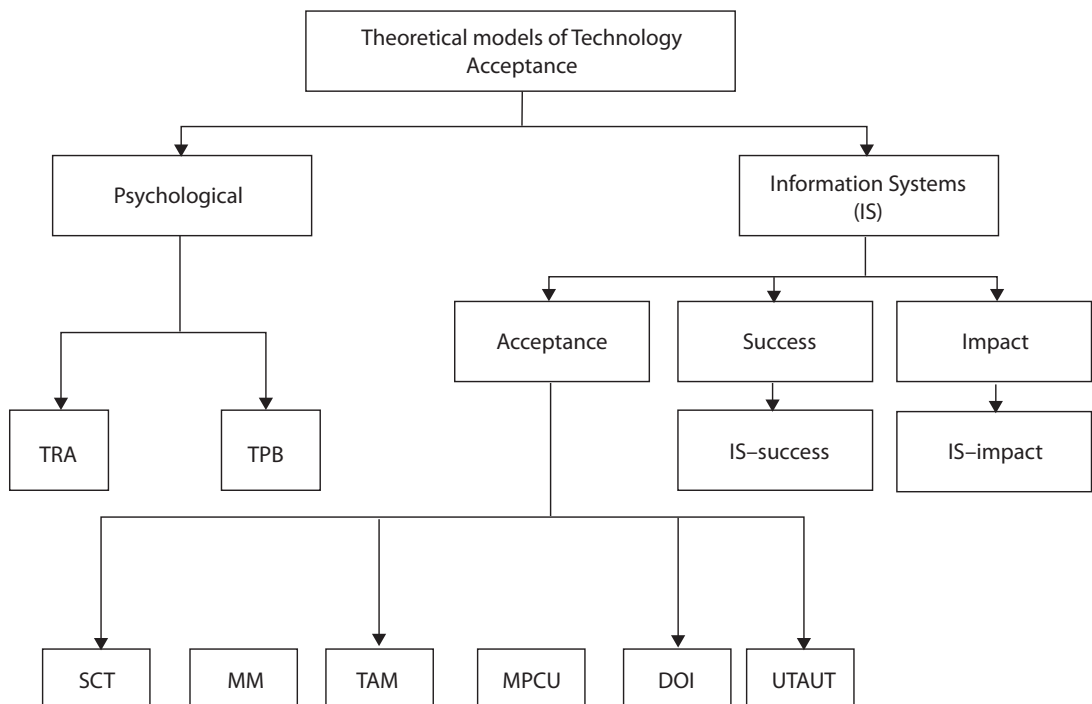 Theoretical models of Technology
Acceptance
Psychological
Information Systems
(IS)
Acceptance
Success
Impact
TRA
TPB
IS–success
IS–impact
SCT
MM
TAM
MPCU
DOI
UTAUT